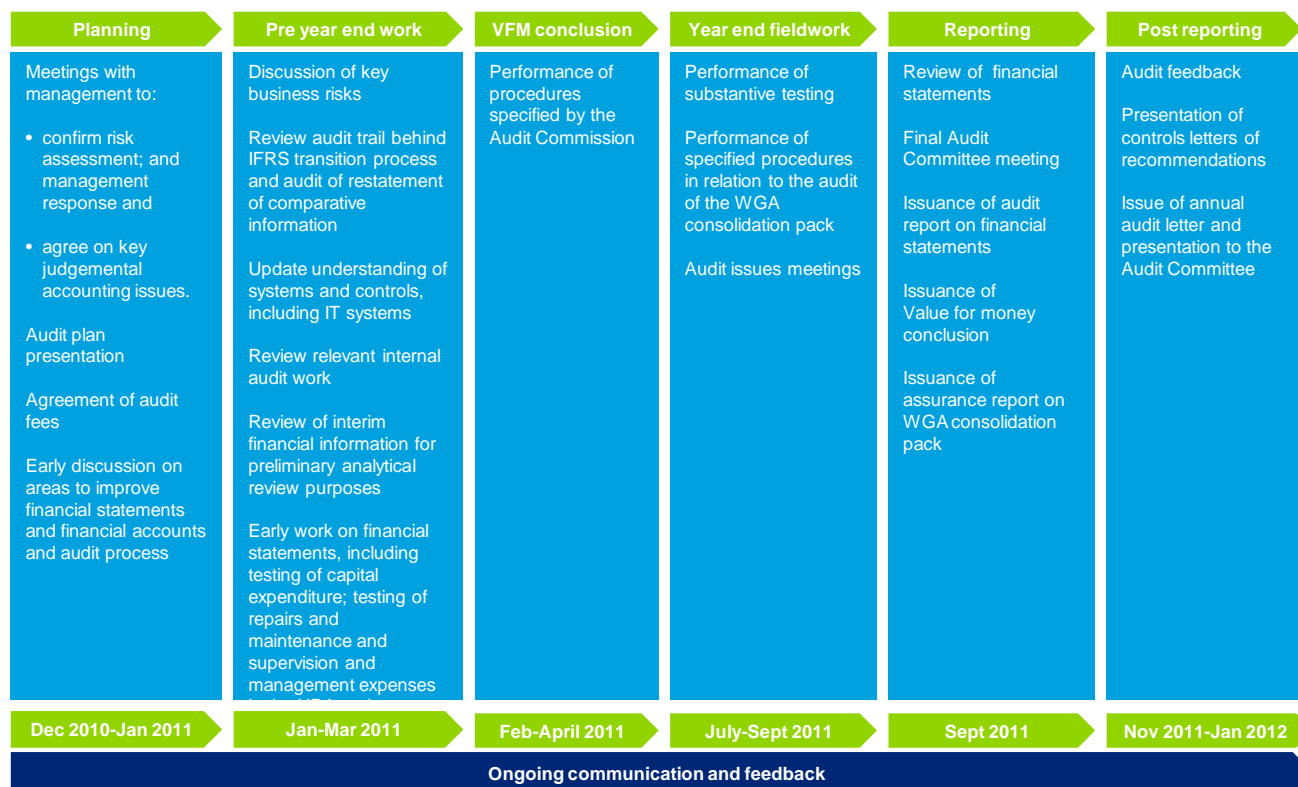 Planning
Meetings with
management to:
• confirm risk
assessment; and
management
response and
• agree on key
judgemental
accounting issues.
Audit plan
presentation
Agreement of audit
fees
Early discussion on
areas to improve
financial statements
and financial accounts
and audit process
Dec 2010-Jan 2011
Pre year end work
Discussion of key
business risks
Review audit trail behind
IFRS transition process
and audit of restatement
of comparative
information
Update understanding of
systems and controls,
including IT systems
Review relevant internal
audit work
Review of interim
financial information for
preliminary analytical
review purposes
Early work on financial
statements, including
testing of capital
expenditure; testing of
repairs and
maintenance and
supervision and
management expenses
Jan-Mar 2011
VFM conclusion
Performance of
procedures
specified by the
Audit Commission
Feb-April 2011
Year end fieldwork
Performance of
substantive testing
Performance of
specified procedures
in relation to the audit
of the WGA
consolidation pack
Audit issues meetings
July-Sept 2011
Reporting
Review of financial
statements
Final Audit
Committee meeting
Issuance of audit
report on financial
statements
Issuance of
Value for money
conclusion
Issuance of
assurance report on
WGA consolidation
pack
Sept 2011
Post reporting
Audit feedback
Presentation of
controls letters of
recommendations
Issue of annual
audit letter and
presentation to the
Audit Committee
Nov 2011-Jan 2012
Ongoing communication and feedback